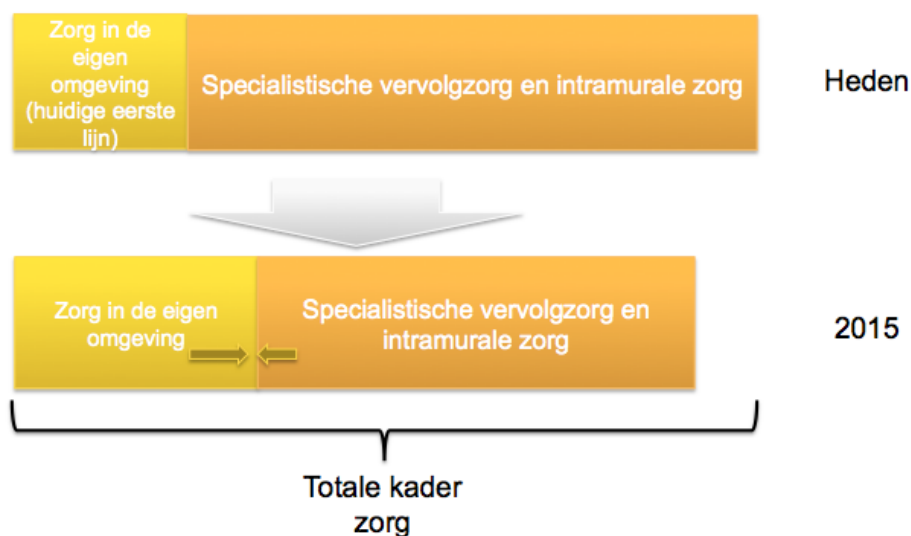 Zorg in de
eigen
omgeving
(huidige eerste
lijn)
Specialistische vervolgzorg en intramurale zorg
Heden
Zorg in de eigen
omgeving
Specialistische vervolgzorg en
intramurale zorg
2015
Totale kader
zorg